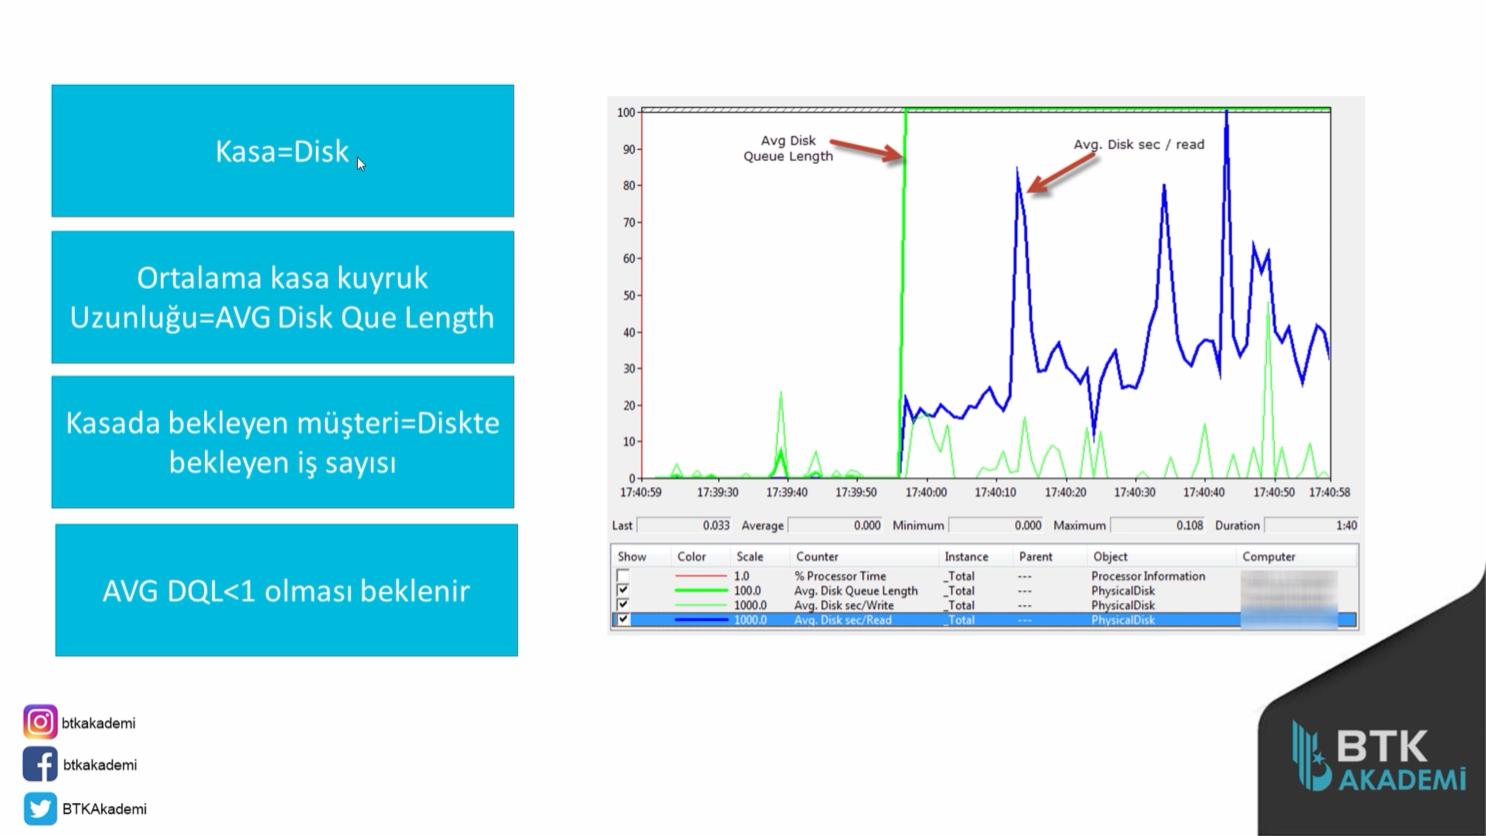 Kasa=Disk
Ortalama kasa kuyruk
Uzunluğu=AVG Disk Que Length
Kasada bekleyen müşteri=Diskte
bekleyen iş sayısı
AVG DQL<1 olması beklenir
100
90
80
70
60
50
40
30
20
10
0
Avg Disk
Queue Length
Avg. Disk sec / read
17:40:59 17:39:30 17:39:40 17:39:50 17:40:00 17:40:10 17:40:20 17:40:30 17:40:40 17:40:50 17:40:58
Last 0.033 Average 0.000 Minimum 0.000 Maximum 0.108 Duration 1:40
Show Color Scale Counter Instance Parent Object Computer
1.0 % Processor Time _Total --- Processor Information
100.0 Avg. Disk Queue Length _Total --- PhysicalDisk
1000.0 Avg. Disk sec/Write _Total --- PhysicalDisk
1000.0 Avg. Disk sec/Read _Total --- PhysicalDisk
btkakademi
btkakademi
BTKAkademi
BTK
AKADEMİ